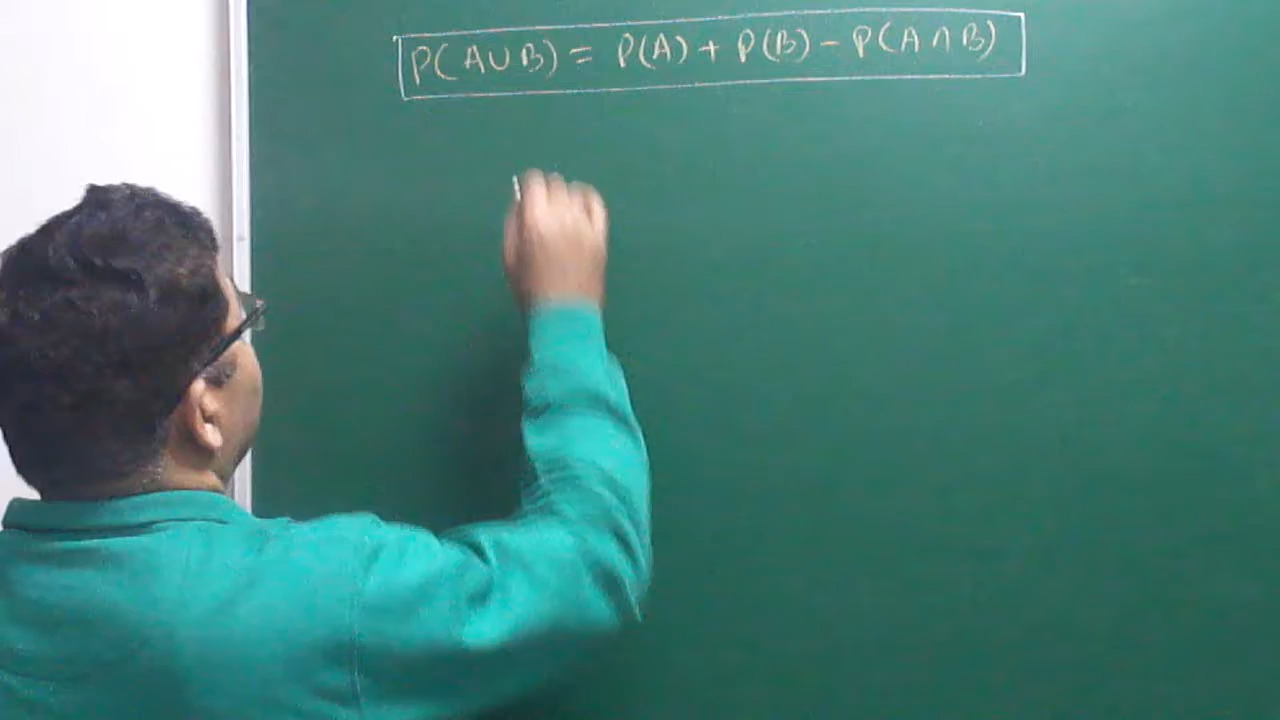 P(A∪B) = P(A) + P(B) - P(A∩B)